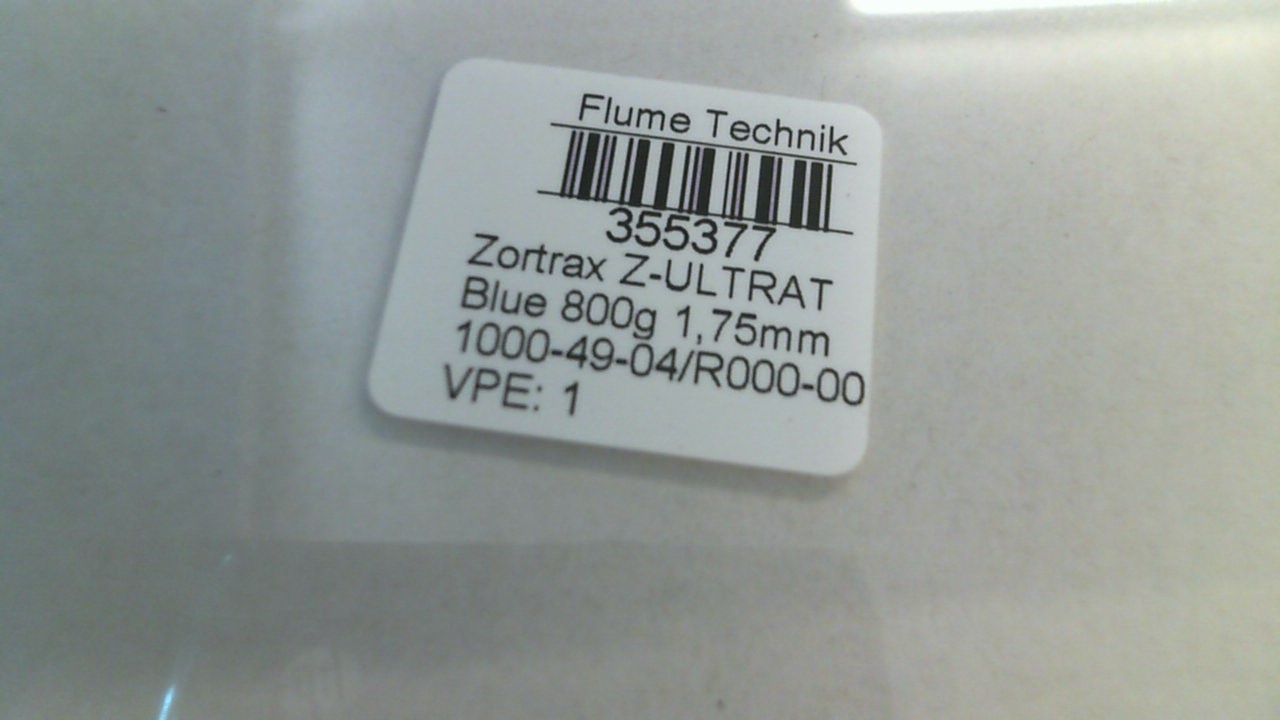 Flume Technik
355377
Zortrax Z-ULTRAT
Blue 800g 1,75mm
1000-49-04/R000-00
VPE: 1